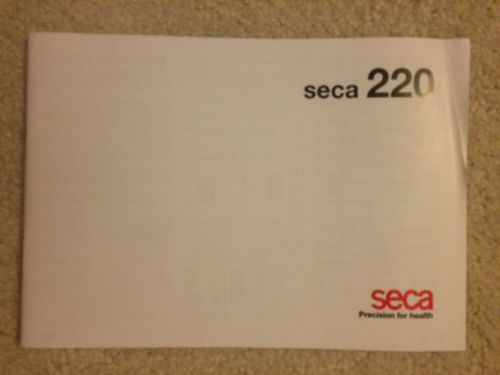 seca 220
seca
Precision for health